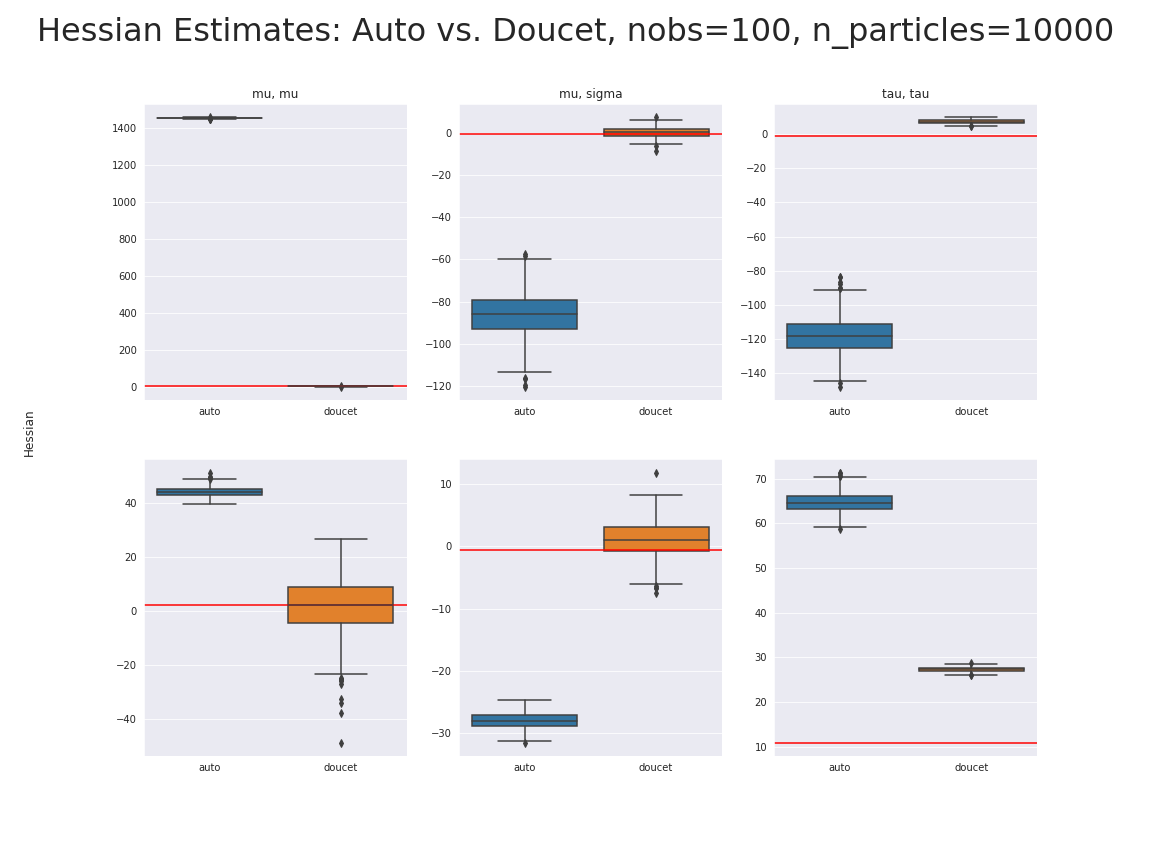 Hessian Estimates: Auto vs. Doucet, nobs=100, n_particles=10000
mu, mu
mu, sigma
tau, tau
1400
1200
1000
800
600
400
200
0
auto
doucet
0
−20
−40
−60
−80
−100
−120
auto
doucet
0
−20
−40
−60
−80
−100
−120
−140
auto
doucet
Hessian
40
20
0
−20
−40
auto
doucet
10
0
−10
−20
−30
auto
doucet
70
60
50
40
30
20
10
auto
doucet